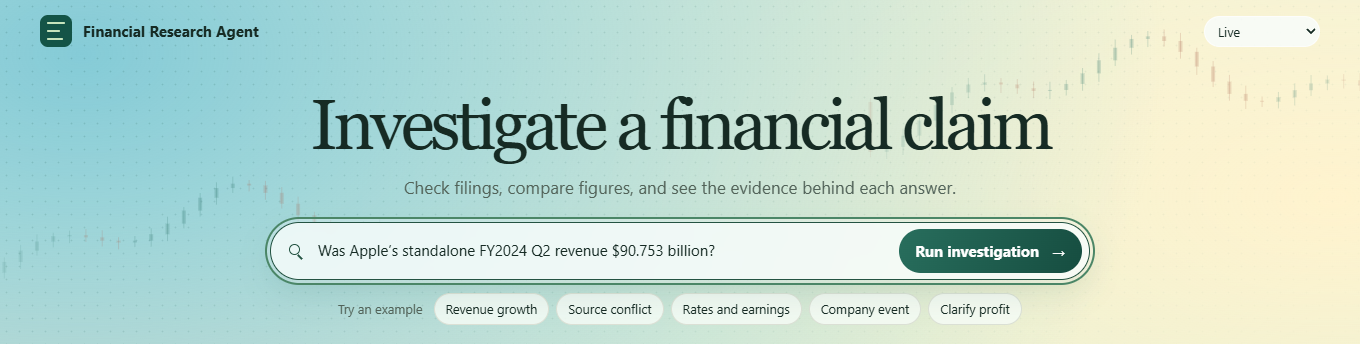 Financial Research Agent
Live
Investigate a financial claim
Check filings, compare figures, and see the evidence behind each answer.
Was Apple’s standalone FY2024 Q2 revenue $90.753 billion?
Run investigation →
Try an example
Revenue growth
Source conflict
Rates and earnings
Company event
Clarify profit